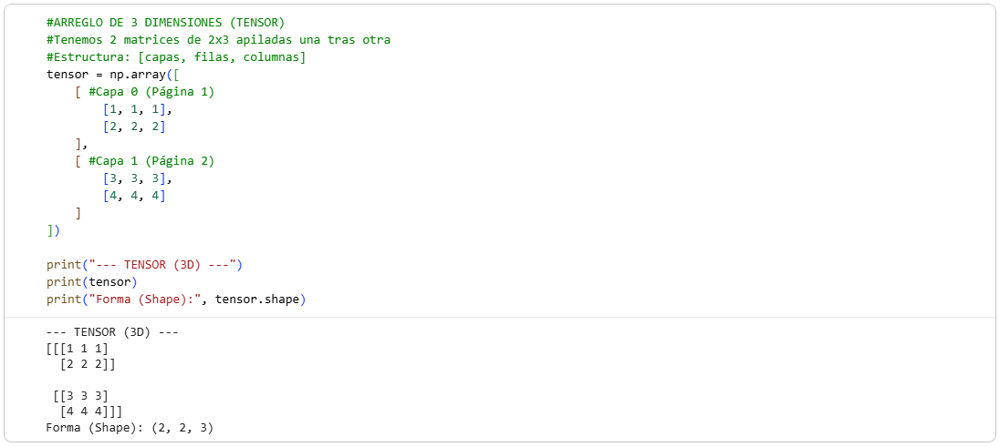 #ARREGLO DE 3 DIMENSIONES (TENSOR)
#Tenemos 2 matrices de 2x3 apiladas una tras otra
#Estructura: [capas, filas, columnas]
tensor = np.array([
    [ #Capa 0 (Página 1)
        [1, 1, 1],
        [2, 2, 2]
    ],
    [ #Capa 1 (Página 2)
        [3, 3, 3],
        [4, 4, 4]
    ]
])

print("--- TENSOR (3D) ---")
print(tensor)
print("Forma (Shape):", tensor.shape)
--- TENSOR (3D) ---
[[[1 1 1]
  [2 2 2]]

 [[3 3 3]
  [4 4 4]]]
Forma (Shape): (2, 2, 3)